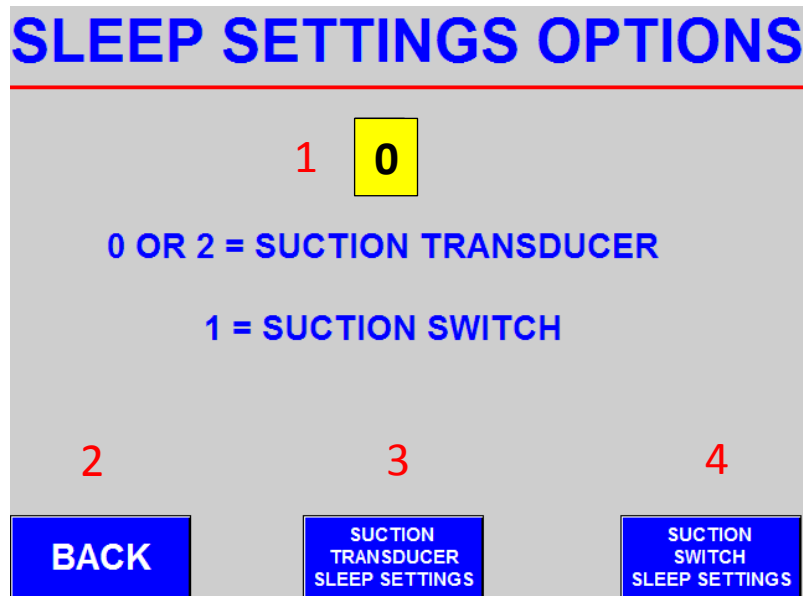 SLEEP SETTINGS OPTIONS
1 0
0 OR 2 = SUCTION TRANSDUCER
1 = SUCTION SWITCH
2 3 4
BACK
SUCTION
TRANSDUCER
SLEEP SETTINGS
SUCTION
SWITCH
SLEEP SETTINGS